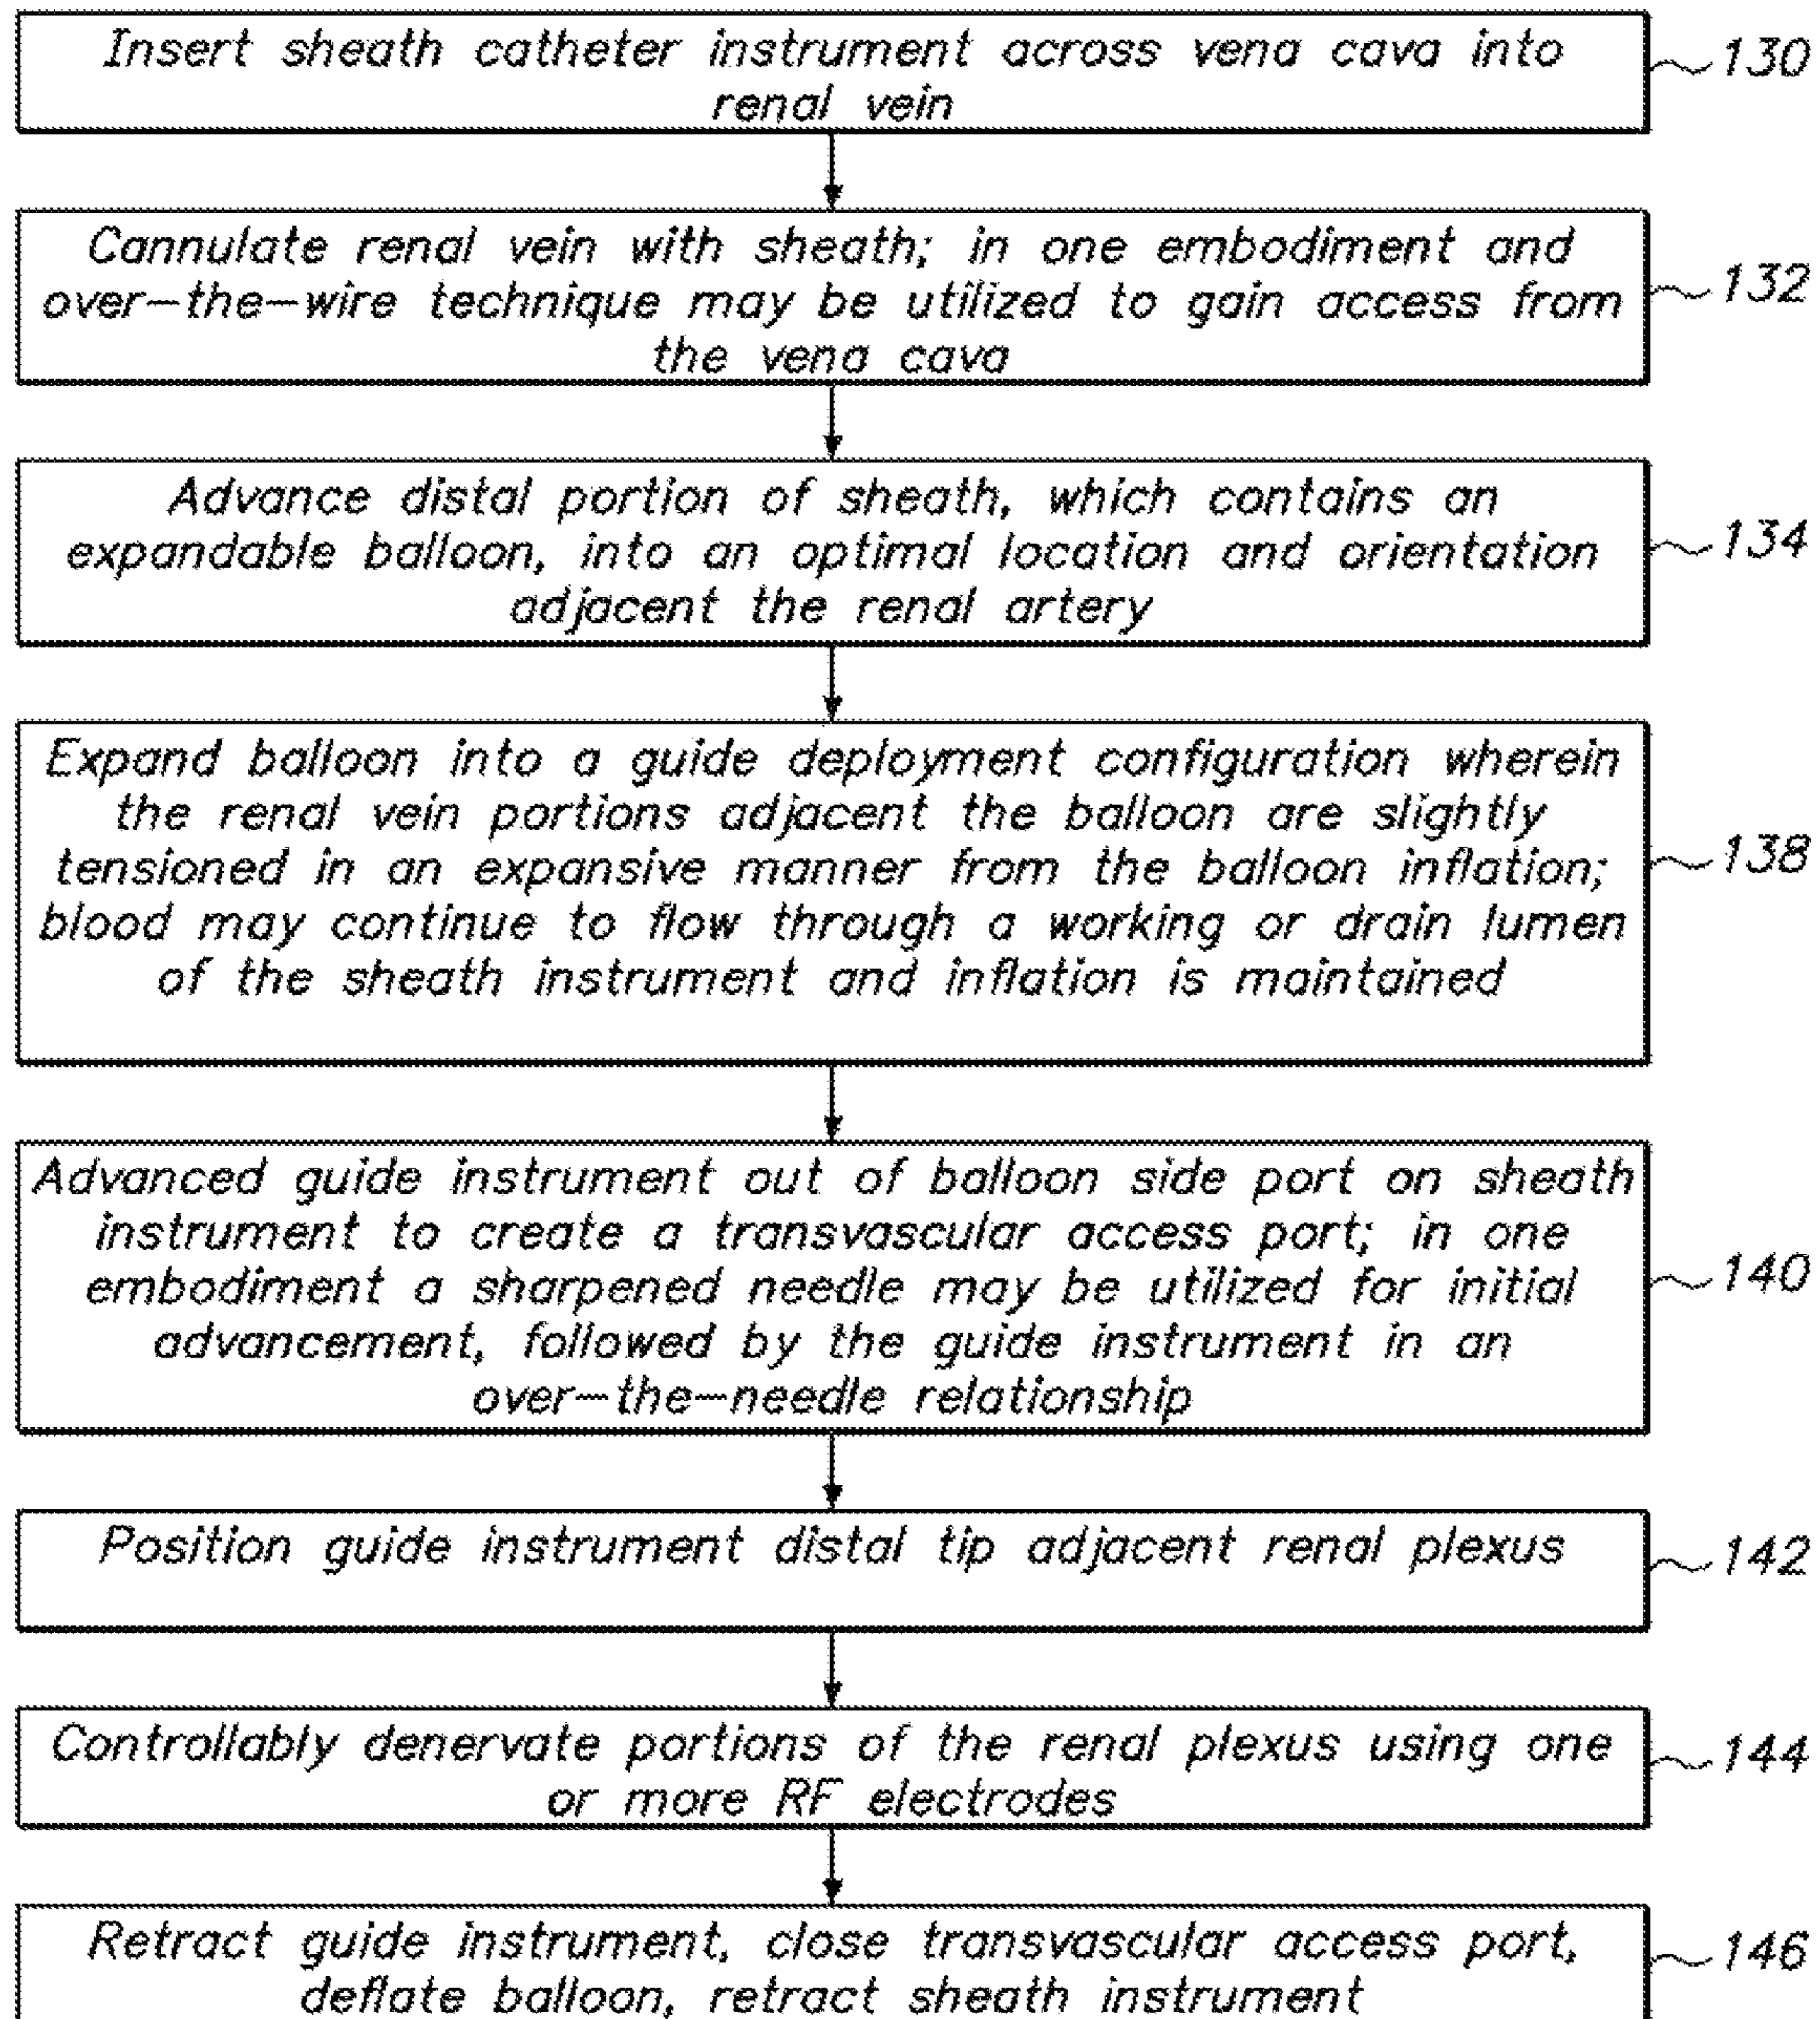 Insert sheath catheter instrument across vena cava into
renal vein
130
Cannulate renal vein with sheath; in one embodiment and
over-the-wire technique may be utilized to gain access from
the vena cava
132
Advance distal portion of sheath, which contains an
expandable balloon, into an optimal location and orientation
adjacent the renal artery
134
Expand balloon into a guide deployment configuration wherein
the renal vein portions adjacent the balloon are slightly
tensioned in an expansive manner from the balloon inflation;
blood may continue to flow through a working or drain lumen
of the sheath instrument and inflation is maintained
138
Advanced guide instrument out of balloon side port on sheath
instrument to create a transvascular access port; in one
embodiment a sharpened needle may be utilized for initial
advancement, followed by the guide instrument in an
over-the-needle relationship
140
Position guide instrument distal tip adjacent renal plexus
142
Controllably denervate portions of the renal plexus using one
or more RF electrodes
144
Retract guide instrument, close transvascular access port,
deflate balloon, retract sheath instrument
146